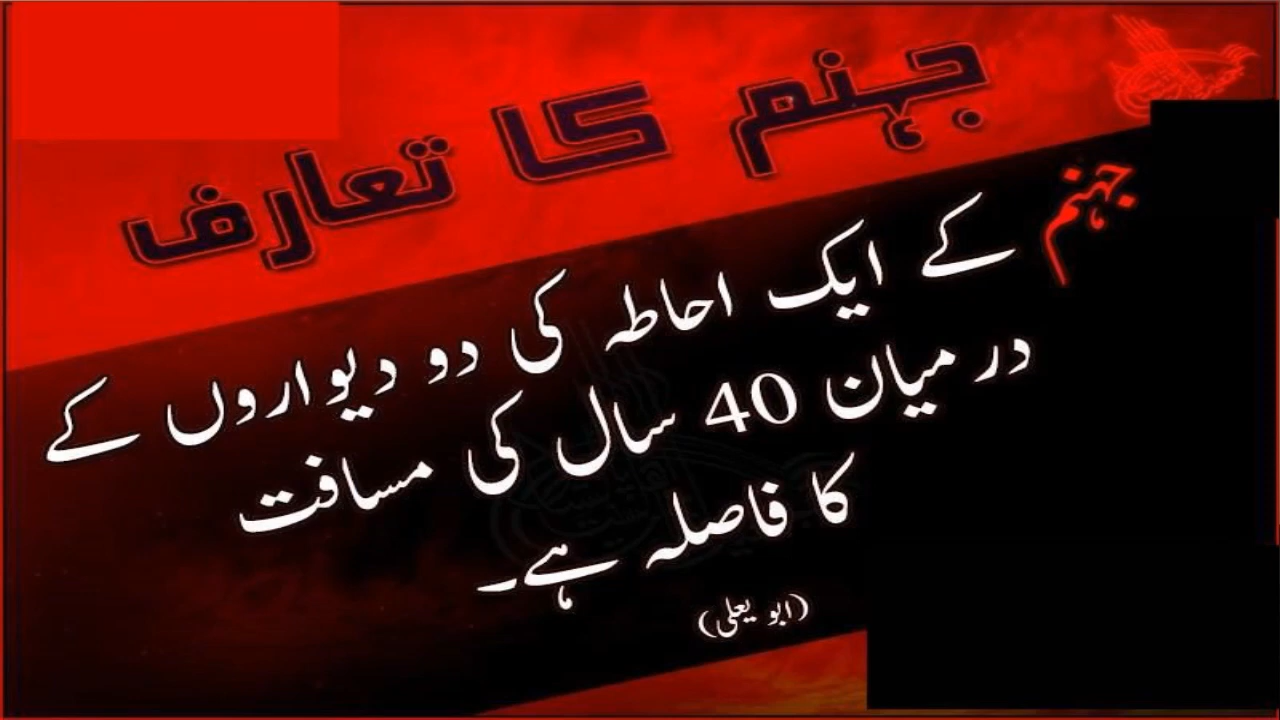 جہنم کا تعارف
جہنم کے ایک احاطہ کی دو دیواروں کے
درمیان 40 سال کی مسافت
کا فاصلہ ہے۔
(ابو یعلی)